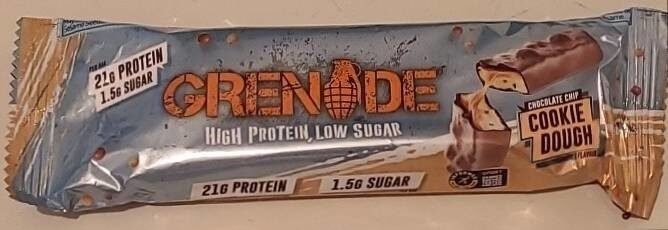 PER BAR
21G PROTEIN
1.5G SUGAR
GRENADE
HIGH PROTEIN, LOW SUGAR
CHOCOLATE CHIP
COOKIE
DOUGH
FLAVOUR
21G PROTEIN
1.5G SUGAR